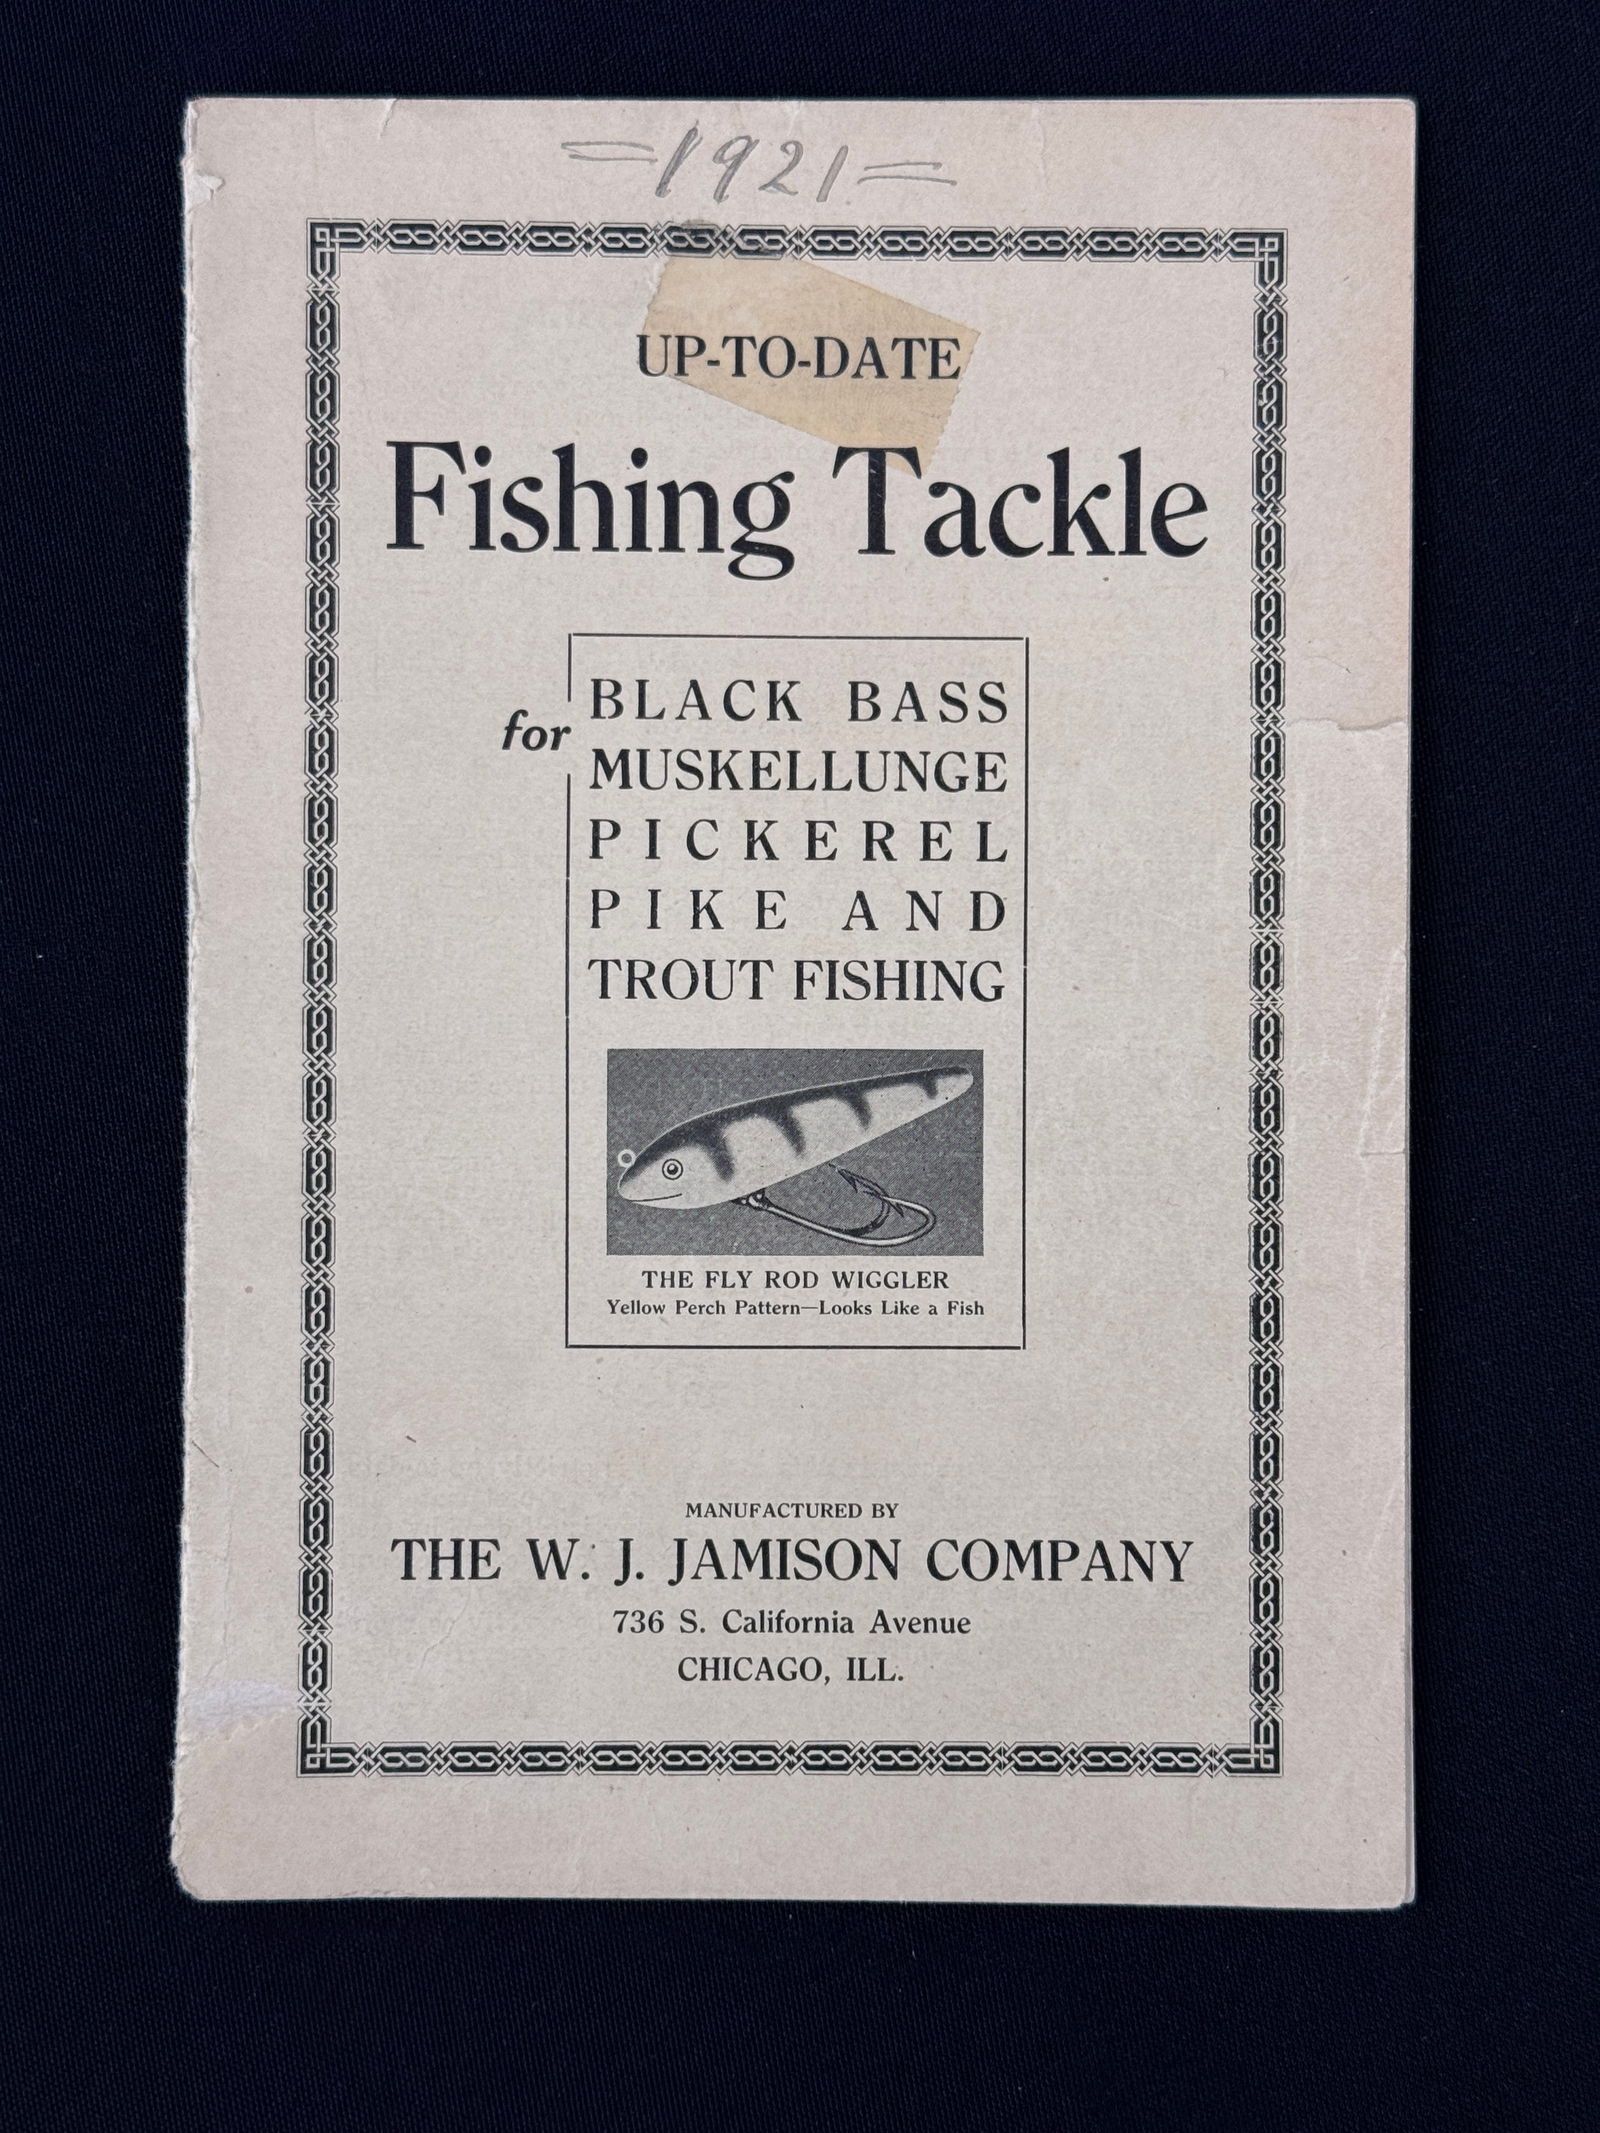 =1921=
UP-TO-DATE
Fishing Tackle
for
BLACK BASS
MUSKELLUNGE
PICKEREL
PIKE AND
TROUT FISHING
THE FLY ROD WIGGLER
Yellow Perch Pattern—Looks Like a Fish
MANUFACTURED BY
THE W. J. JAMISON COMPANY
736 S. California Avenue
CHICAGO, ILL.